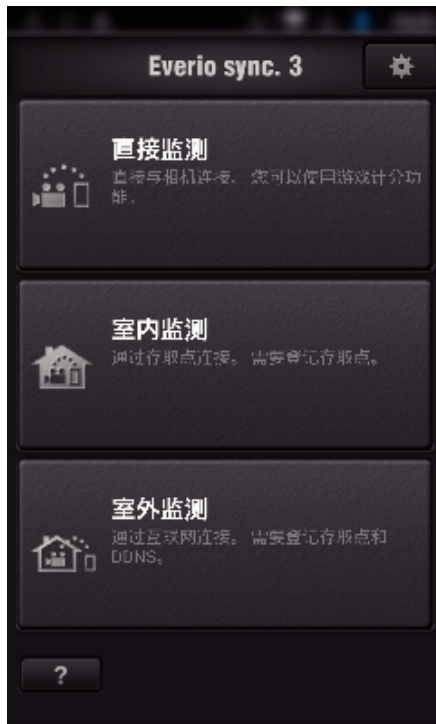 Everio sync. 3
直接监测
直接与相机连接。您可以使用游戏计分功
能。
室内监测
通过存取点连接。需要登记存取点。
室外监测
通过互联网连接。需要登记存取点和
DDNS。
?